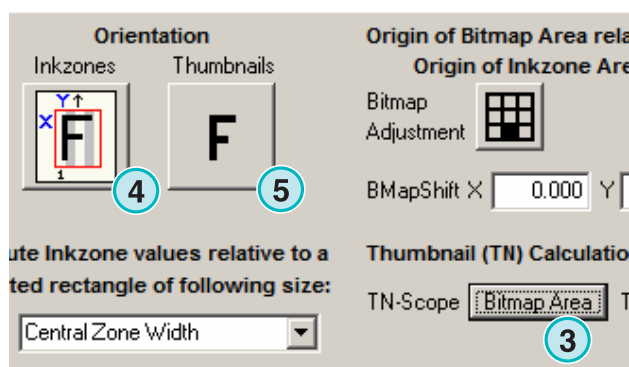 Orientation
Inkzones Thumbnails
Y
X F
1
4
F
5
ute Inkzone values relative to a
ted rectangle of following size:
Central Zone Width
Origin of Bitmap Area rela
Origin of Inkzone Are
Bitmap
Adjustment
BMapShift X 0.000 Y
Thumbnail (TN) Calculatio
TN-Scope Bitmap Area T
3